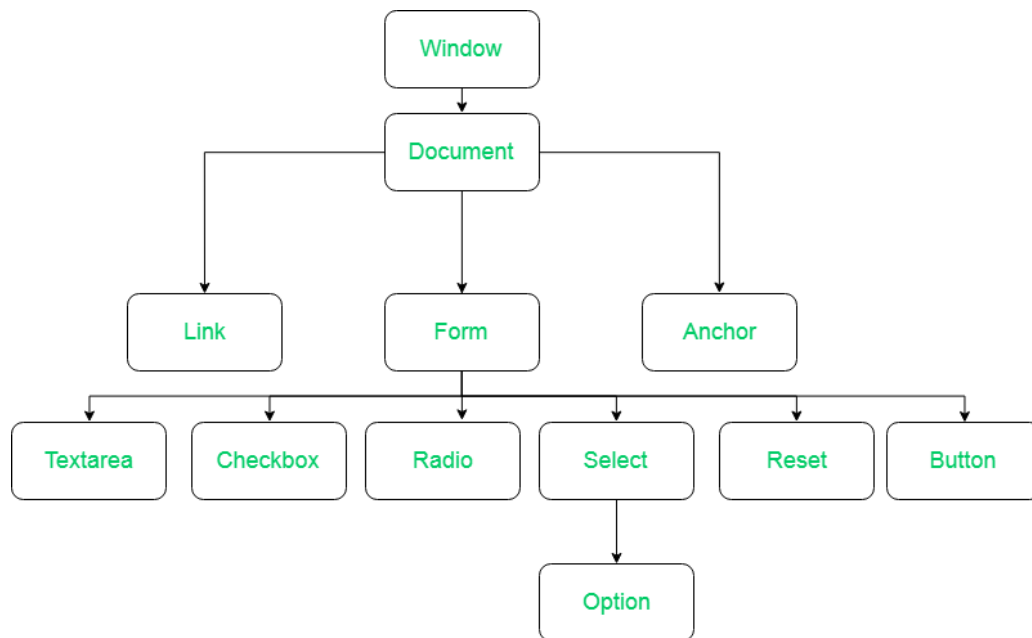 Window
Document
Link
Form
Anchor
Textarea
Checkbox
Radio
Select
Reset
Button
Option